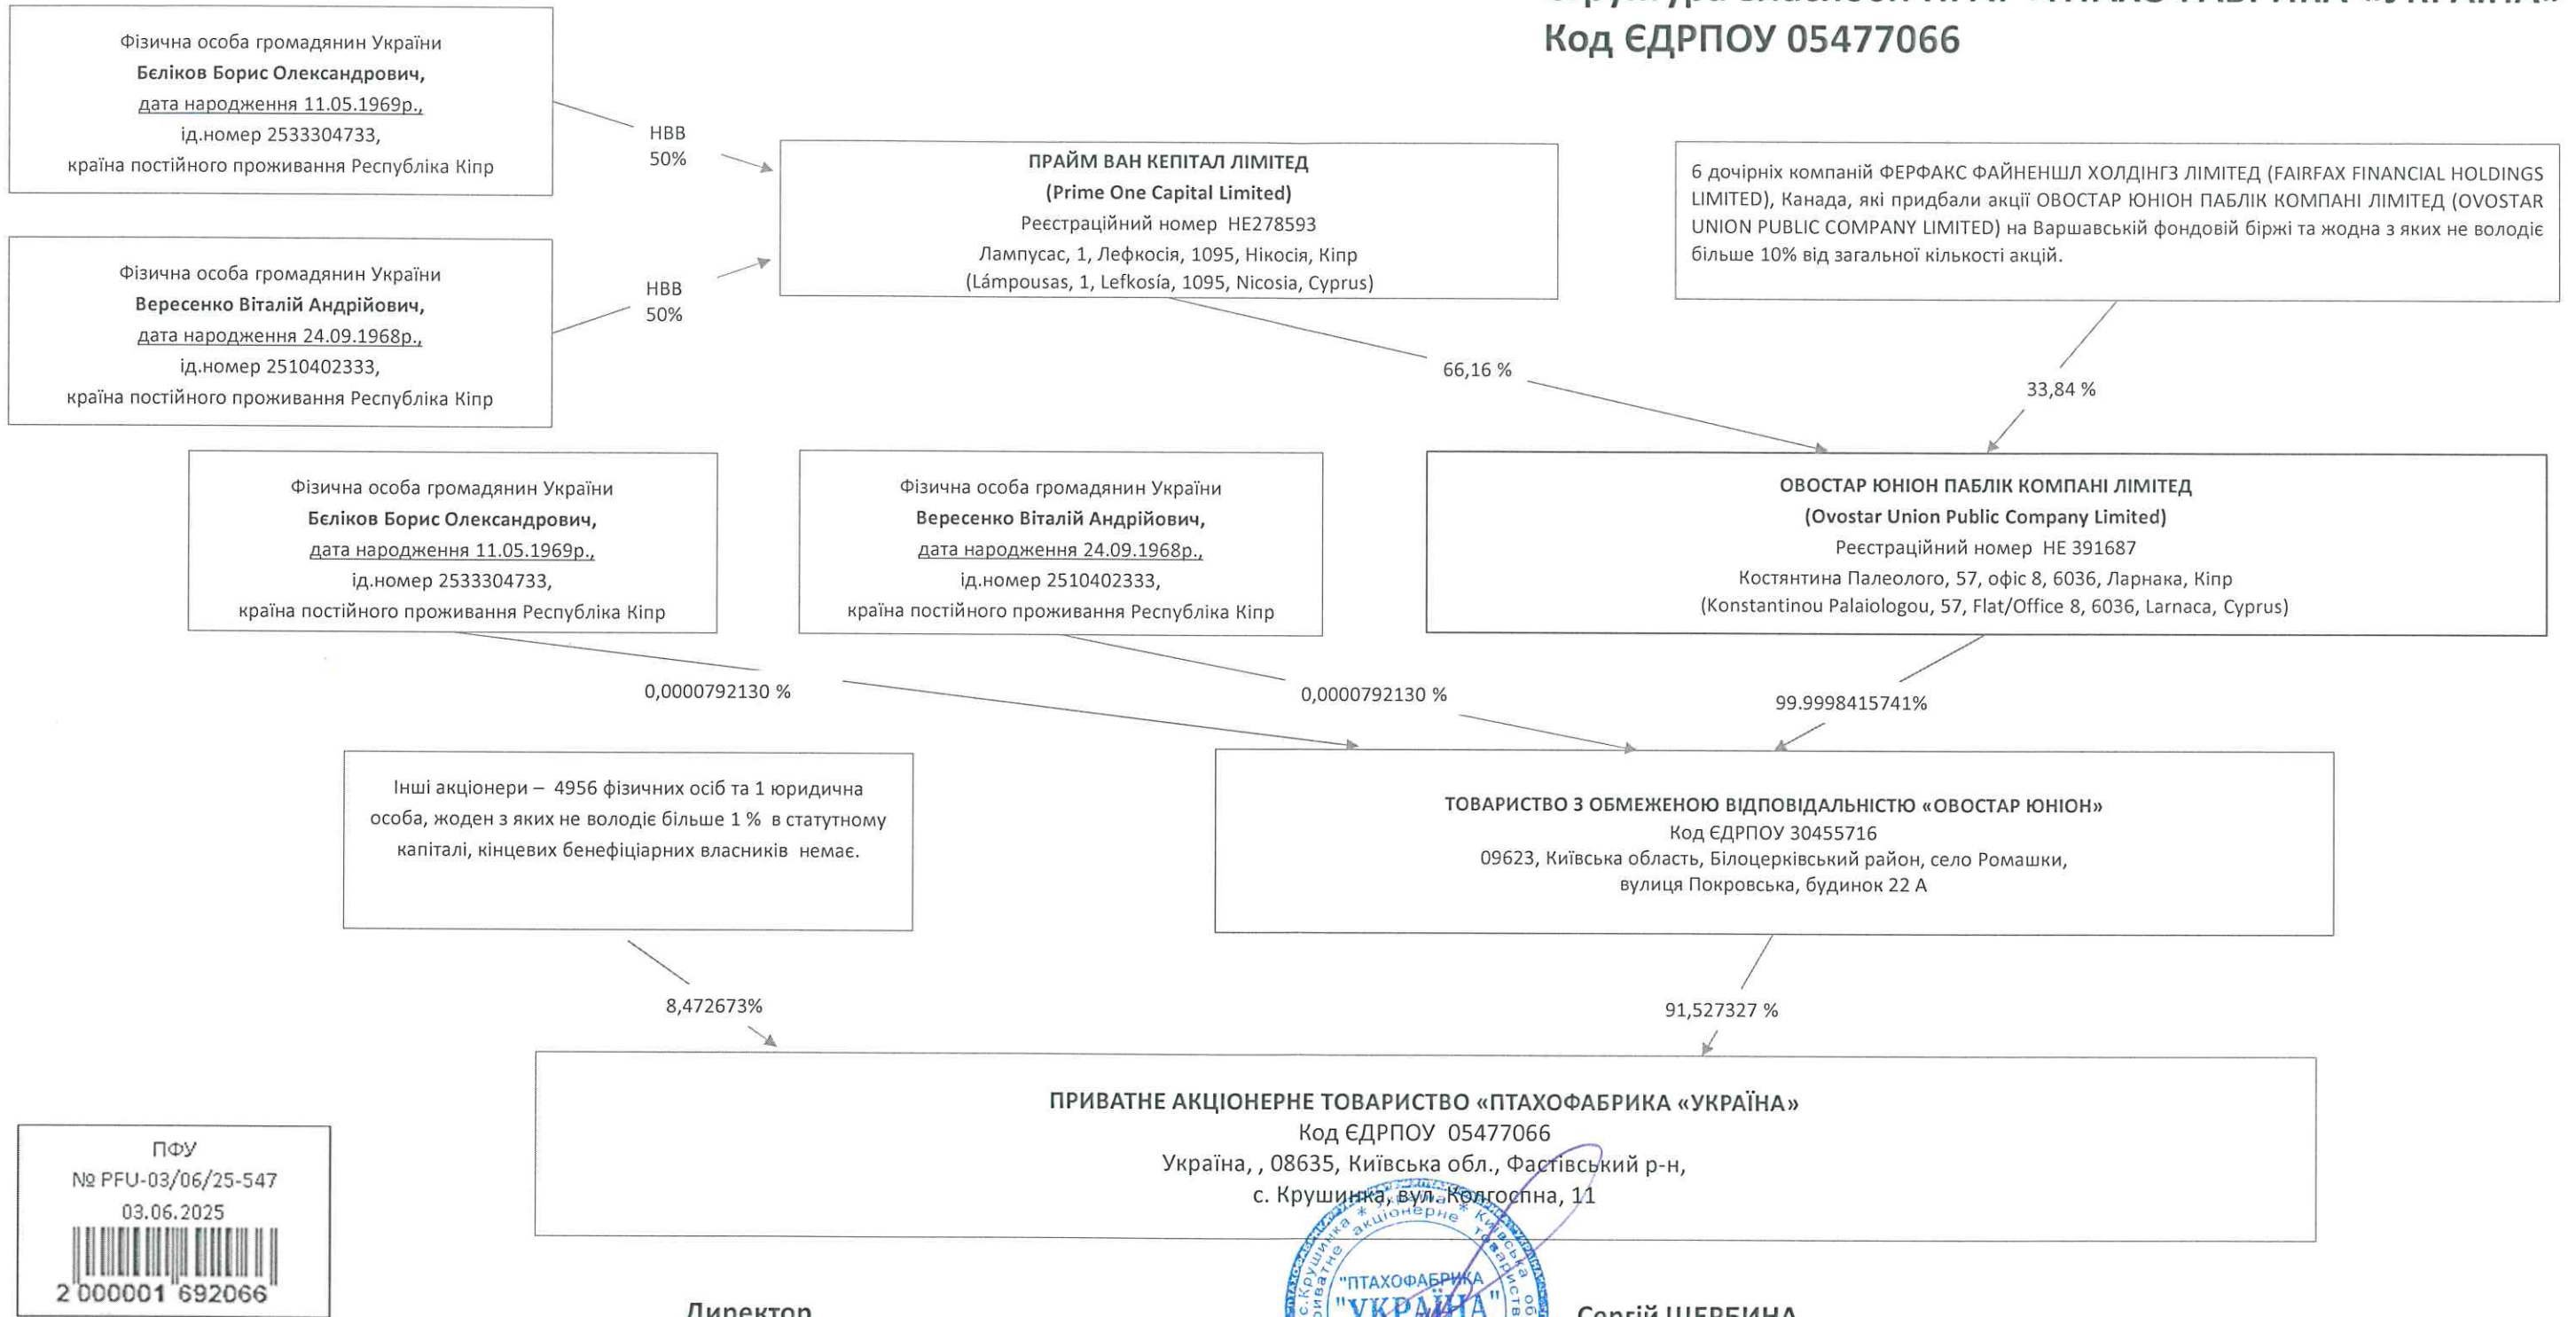 Код ЄДРПОУ 05477066
Фізична особа громадянин України
Бєліков Борис Олександрович,
дата народження 11.05.1969р.,
ід.номер 2533304733,
країна постійного проживання Республіка Кіпр
НВВ
50%
Фізична особа громадянин України
Вересенко Віталій Андрійович,
дата народження 24.09.1968р.,
ід.номер 2510402333,
країна постійного проживання Республіка Кіпр
НВВ
50%
ПРАЙМ ВАН КЕПІТАЛ ЛІМІТЕД
(Prime One Capital Limited)
Реєстраційний номер  HE278593
Лампусас, 1, Лефкосія, 1095, Нікосія, Кіпр
(Lámpousas, 1, Lefkosía, 1095, Nicosia, Cyprus)
6 дочірніх компаній ФЕРФАКС ФАЙНЕНШЛ ХОЛДІНГЗ ЛІМІТЕД (FAIRFAX FINANCIAL HOLDINGS
LIMITED), Канада, які придбали акції ОВОСТАР ЮНІОН ПАБЛІК КОМПАНІ ЛІМІТЕД (OVOSTAR
UNION PUBLIC COMPANY LIMITED) на Варшавській фондовій біржі та жодна з яких не володіє
більше 10% від загальної кількості акцій.
66,16 %
33,84 %
Фізична особа громадянин України
Бєліков Борис Олександрович,
дата народження 11.05.1969р.,
ід.номер 2533304733,
країна постійного проживання Республіка Кіпр
Фізична особа громадянин України
Вересенко Віталій Андрійович,
дата народження 24.09.1968р.,
ід.номер 2510402333,
країна постійного проживання Республіка Кіпр
ОВОСТАР ЮНІОН ПАБЛІК КОМПАНІ ЛІМІТЕД
(Ovostar Union Public Company Limited)
Реєстраційний номер  HE 391687
Костянтина Палеолого, 57, офіс 8, 6036, Ларнака, Кіпр
(Konstantinou Palaiologou, 57, Flat/Office 8, 6036, Larnaca, Cyprus)
0,0000792130 %
0,0000792130 %
99.9998415741%
Інші акціонери –  4956 фізичних осіб та 1 юридична
особа, жоден з яких не володіє більше 1 %  в статутному
капіталі, кінцевих бенефіціарних власників  немає.
ТОВАРИСТВО З ОБМЕЖЕНОЮ ВІДПОВІДАЛЬНІСТЮ «ОВОСТАР ЮНІОН»
Код ЄДРПОУ 30455716
09623, Київська область, Білоцерківський район, село Ромашки,
вулиця Покровська, будинок 22 А
8,472673%
91,527327 %
ПРИВАТНЕ АКЦІОНЕРНЕ ТОВАРИСТВО «ПТАХОФАБРИКА «УКРАЇНА»
Код ЄДРПОУ  05477066
Україна, , 08635, Київська обл., Фастівський р-н,
с. Крушинка, вул. Колгоспна, 11
ПФУ
№ PFU-03/06/25-547
03.06.2025
2 000001 692066
Директор
с.Крушинка * Україна * Київська
приватне акціонерне товариств
"ПТАХОФАБРИКА
"УКРАЇНА"
Сергій ЩЕРБИНА